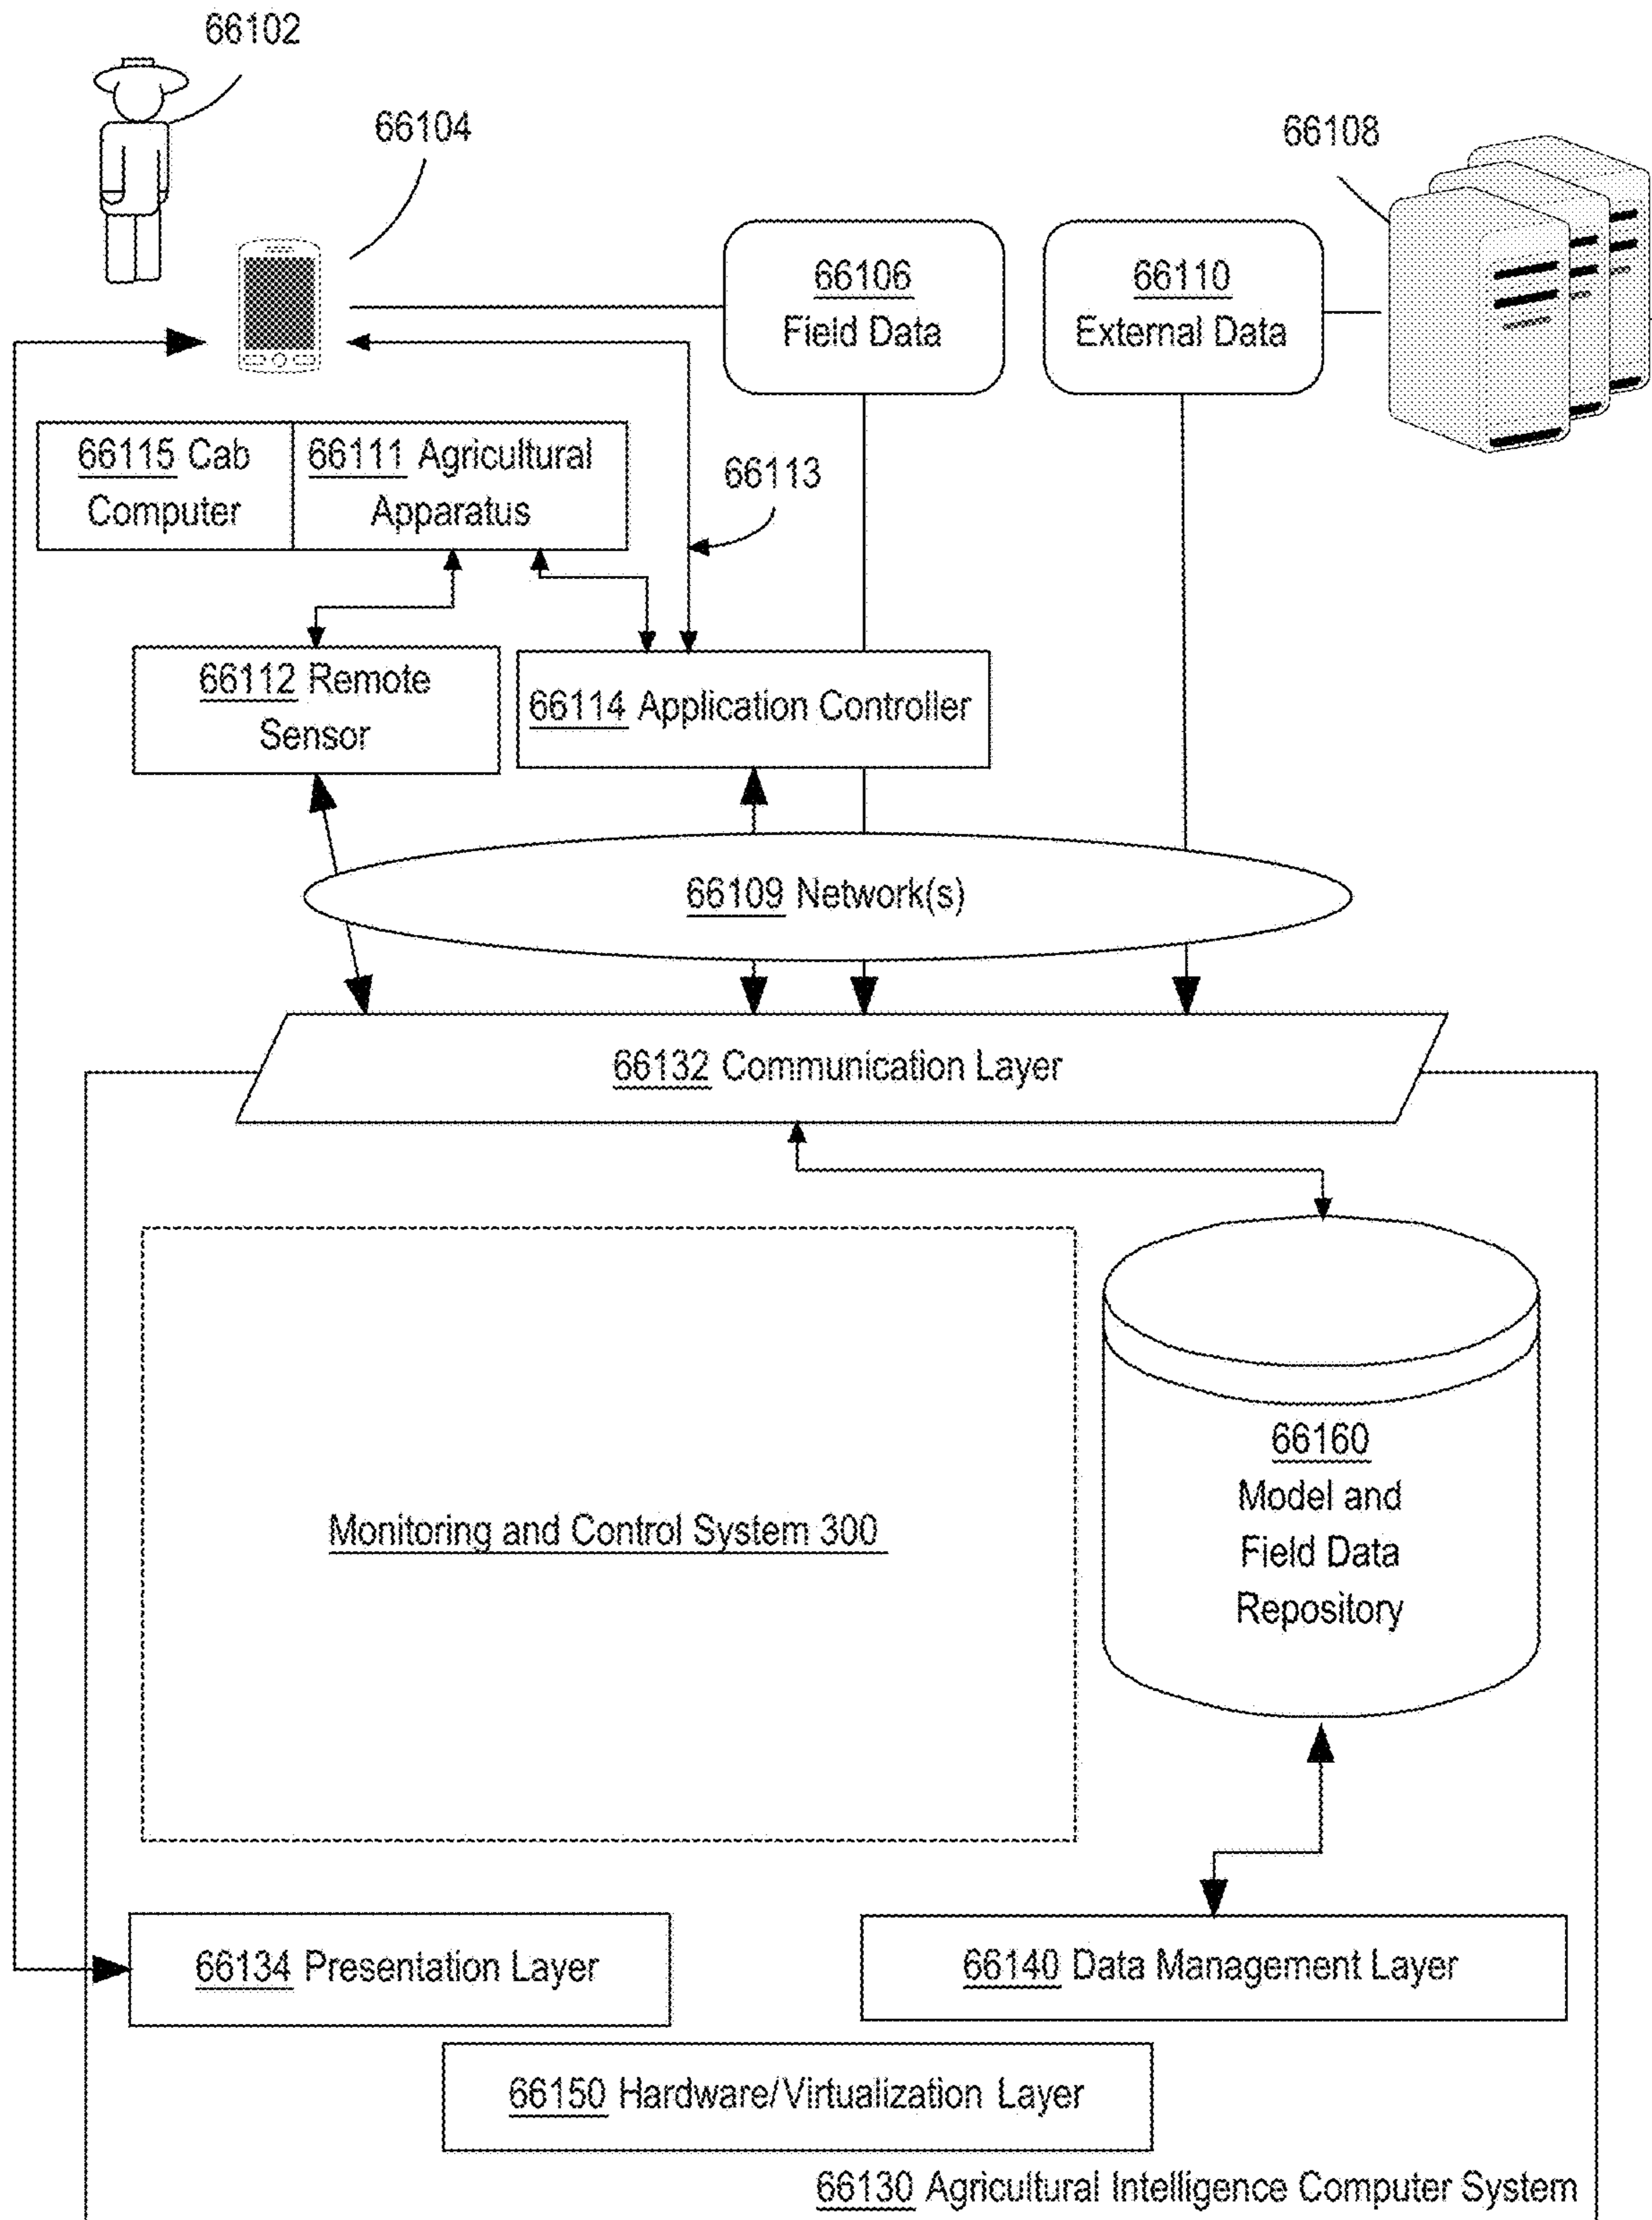 66102
66104
66108
66106
Field Data
66110
External Data
66115 Cab
Computer
66111 Agricultural
Apparatus
66113
66112 Remote
Sensor
66114 Application Controller
66109 Network(s)
66132 Communication Layer
Monitoring and Control System 300
66160
Model and
Field Data
Repository
66134 Presentation Layer
66140 Data Management Layer
66150 Hardware/Virtualization Layer
66130 Agricultural Intelligence Computer System